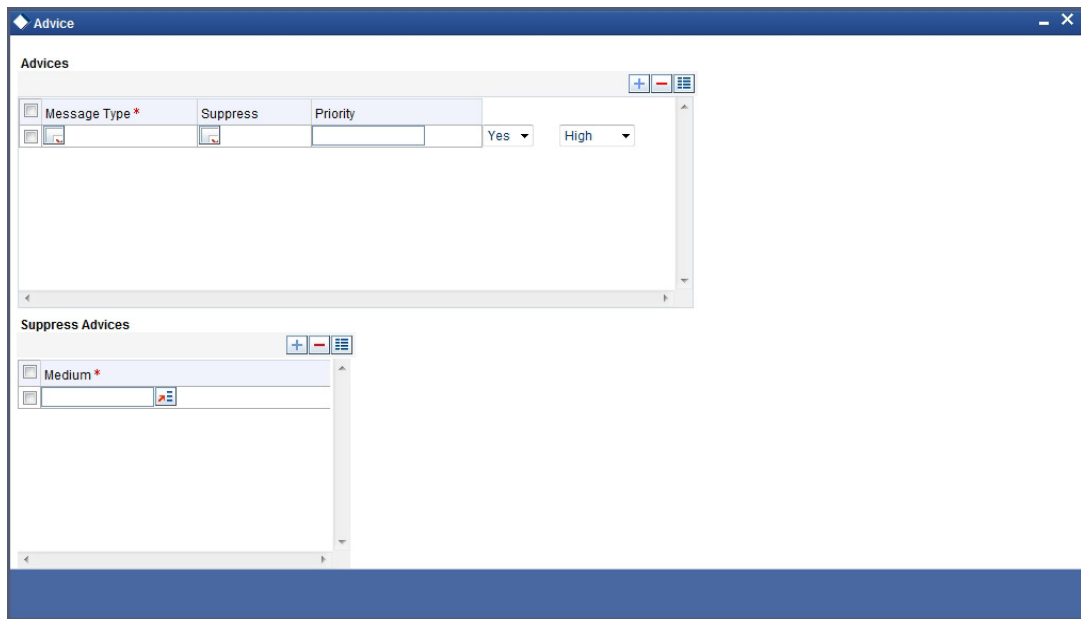 Advice
Advices
Message Type * Suppress Priority
Yes High
Suppress Advices
Medium *